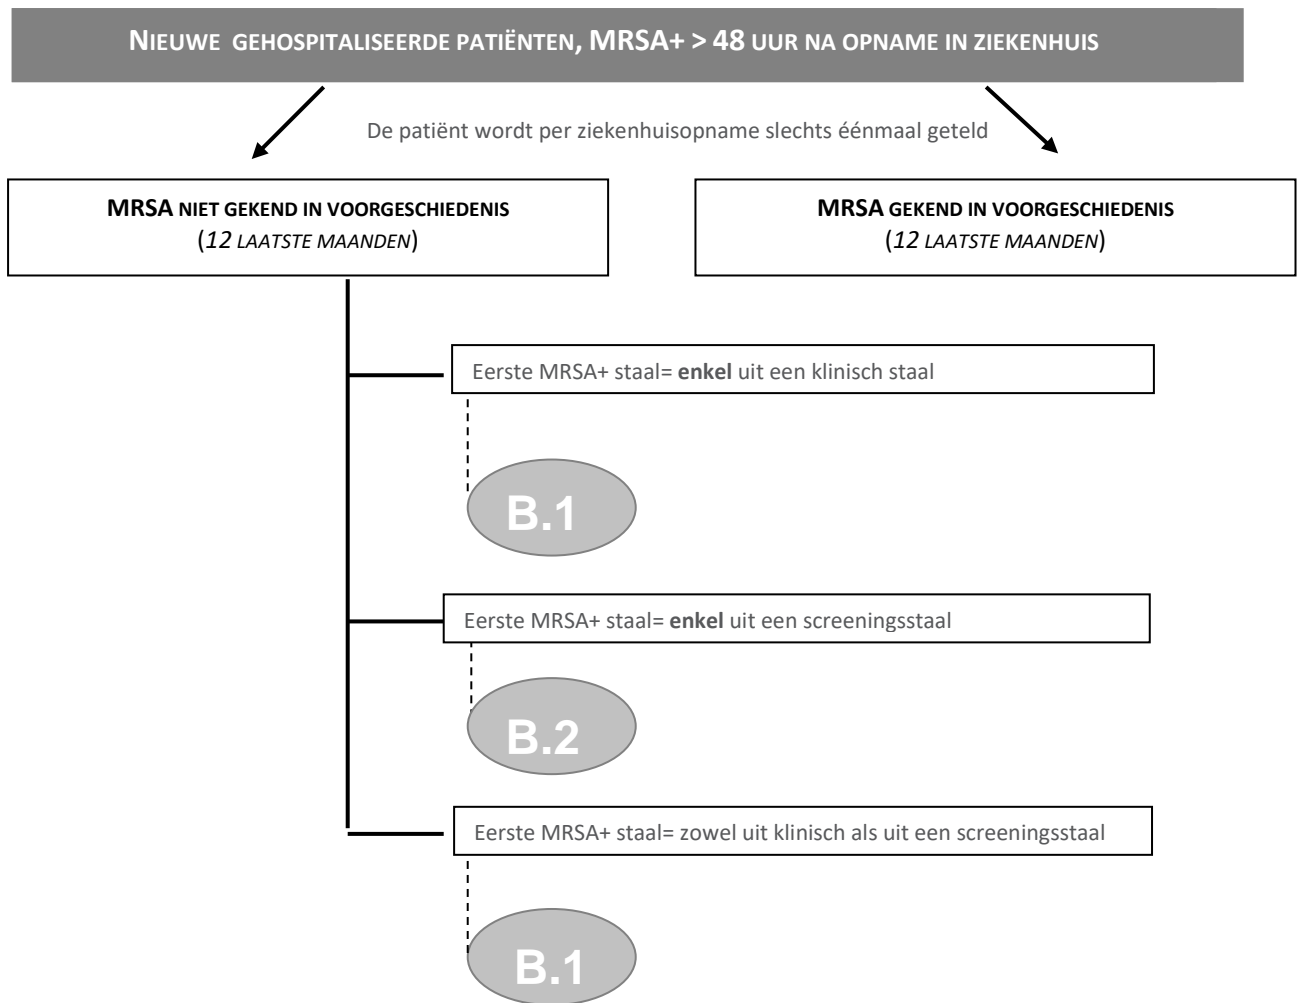 NIEUWE GEHOSPITALISEERDE PATIËNTEN, MRSA+ > 48 UUR NA OPNAME IN ZIEKENHUIS
De patiënt wordt per ziekenhuisopname slechts éénmaal geteld
MRSA NIET GEKEND IN VOORGESCHIEDENIS
(12 LAATSTE MAANDEN)
MRSA GEKEND IN VOORGESCHIEDENIS
(12 LAATSTE MAANDEN)
Eerste MRSA+ staal= enkel uit een klinisch staal
B.1
Eerste MRSA+ staal= enkel uit een screeningsstaal
B.2
Eerste MRSA+ staal= zowel uit klinisch als uit een screeningsstaal
B.1